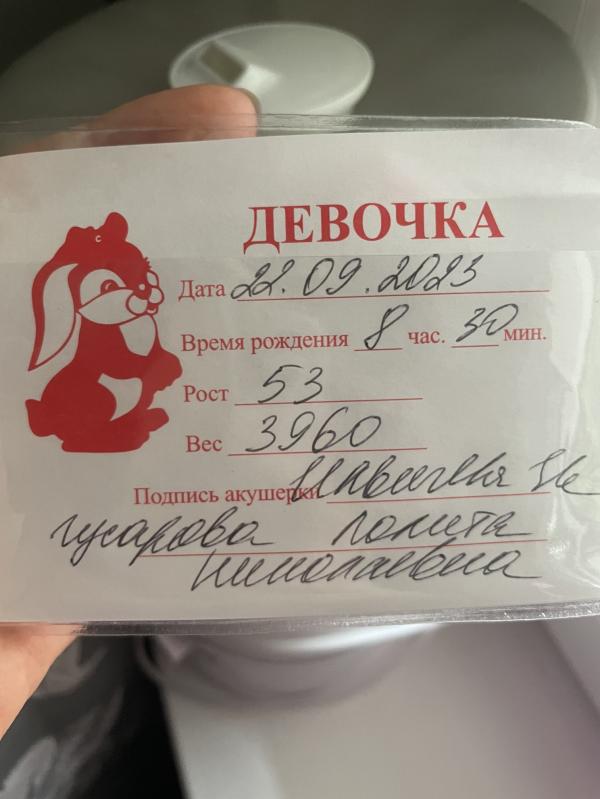 ДЕВОЧКА
Дата 22.09.2023
Время рождения 8 час. 30 мин.
Рост 53
Вес 3960
Подпись акушерки
Гусарова Лолита
Николаевна